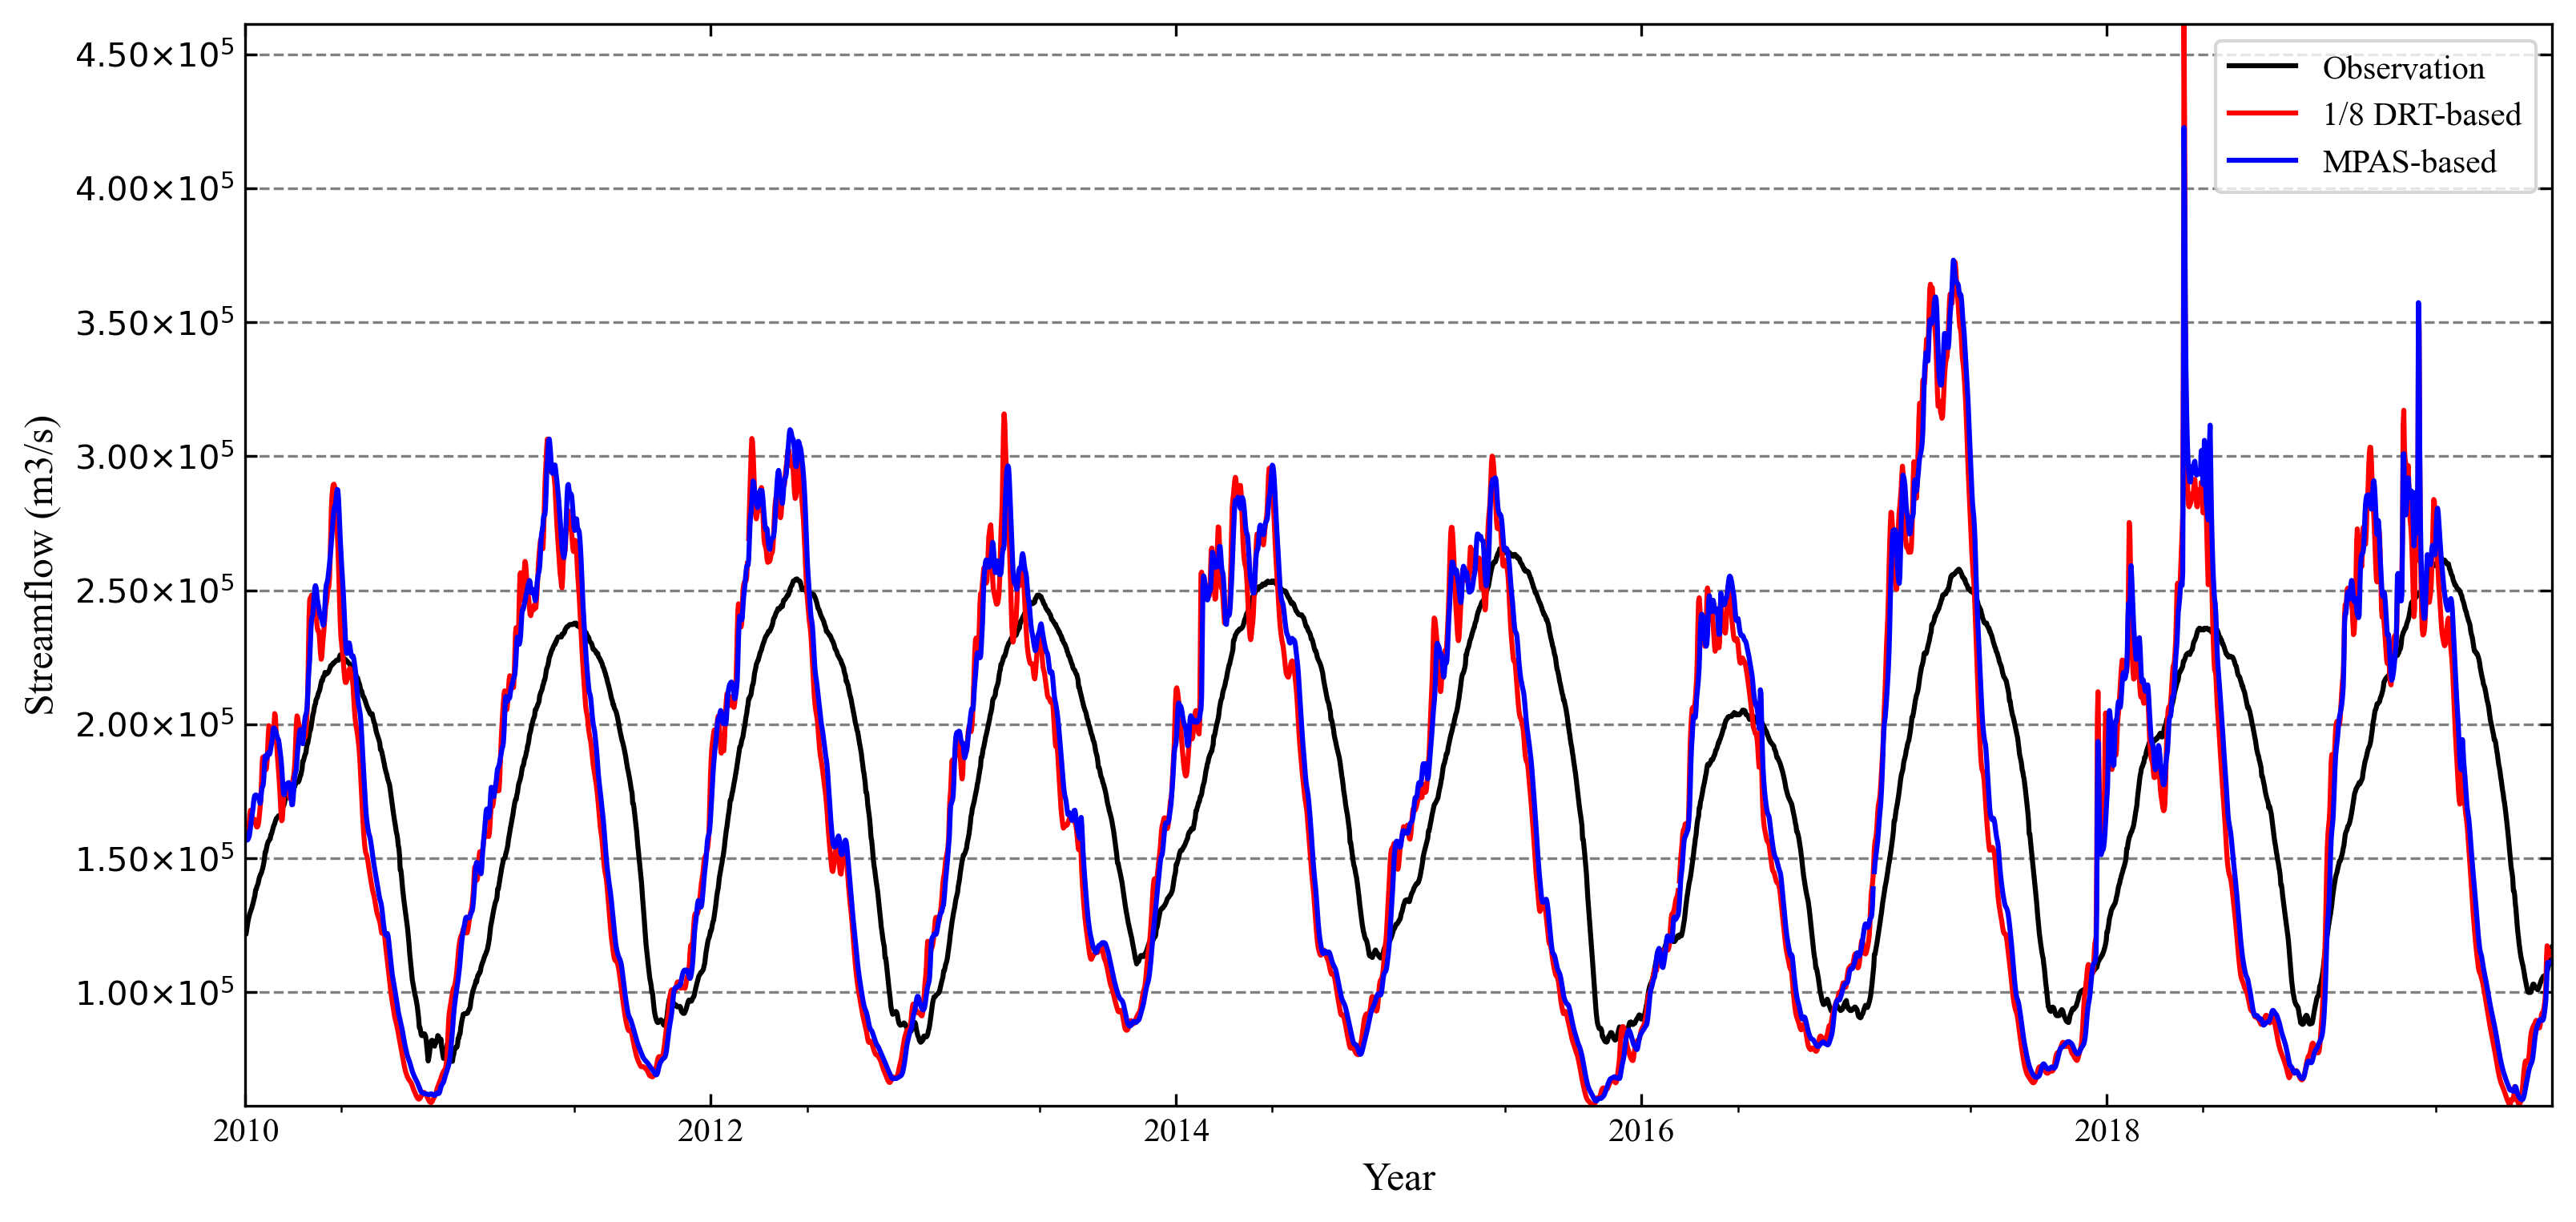 4.50×10⁵
4.00×10⁵
3.50×10⁵
3.00×10⁵
2.50×10⁵
2.00×10⁵
1.50×10⁵
1.00×10⁵
Streamflow (m3/s)
Observation
1/8 DRT-based
MPAS-based
2010 2012 2014 2016 2018
Year